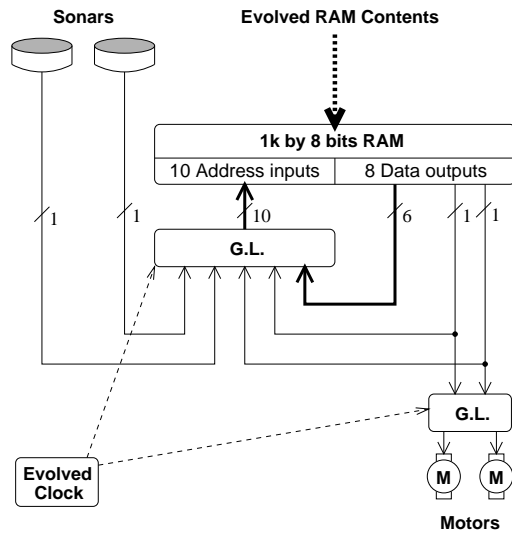 Sonars
Evolved RAM Contents
1k by 8 bits RAM
10 Address inputs
8 Data outputs
1
1
10
6
1
1
G.L.
G.L.
Evolved
Clock
M
M
Motors